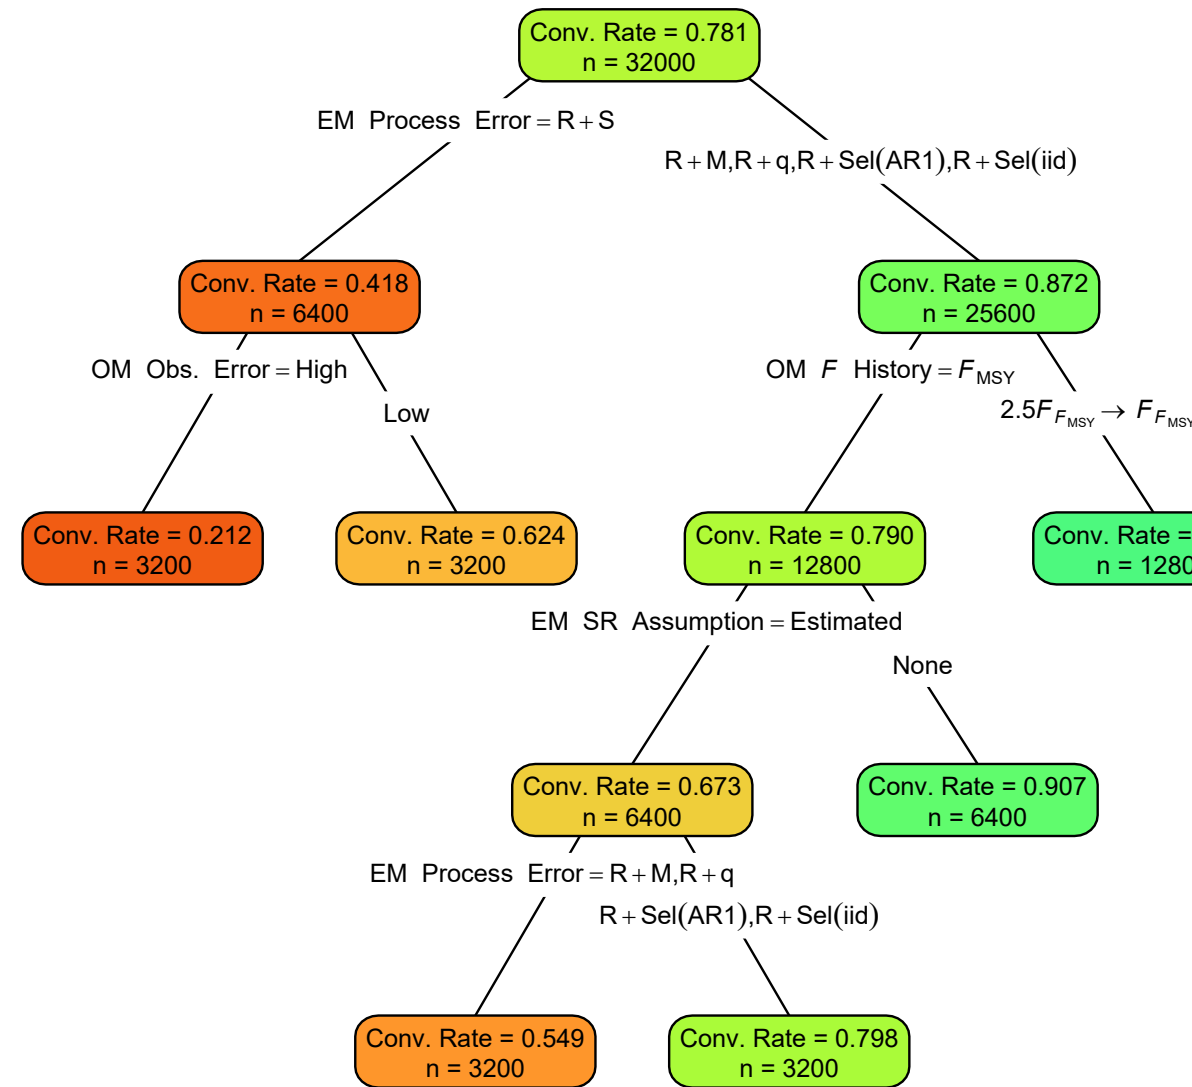 Conv. Rate = 0.781
n = 32000
EM Process Error = R + S
R + M,R + q,R + Sel(AR1),R + Sel(iid)
Conv. Rate = 0.418
n = 6400
Conv. Rate = 0.872
n = 25600
OM Obs. Error = High
Low
OM F History = F_MSY
2.5F_F_MSY → F_F_MSY
Conv. Rate = 0.212
n = 3200
Conv. Rate = 0.624
n = 3200
Conv. Rate = 0.790
n = 12800
Conv. Rate =
n = 1280
EM SR Assumption = Estimated
None
Conv. Rate = 0.673
n = 6400
Conv. Rate = 0.907
n = 6400
EM Process Error = R + M,R + q
R + Sel(AR1),R + Sel(iid)
Conv. Rate = 0.549
n = 3200
Conv. Rate = 0.798
n = 3200